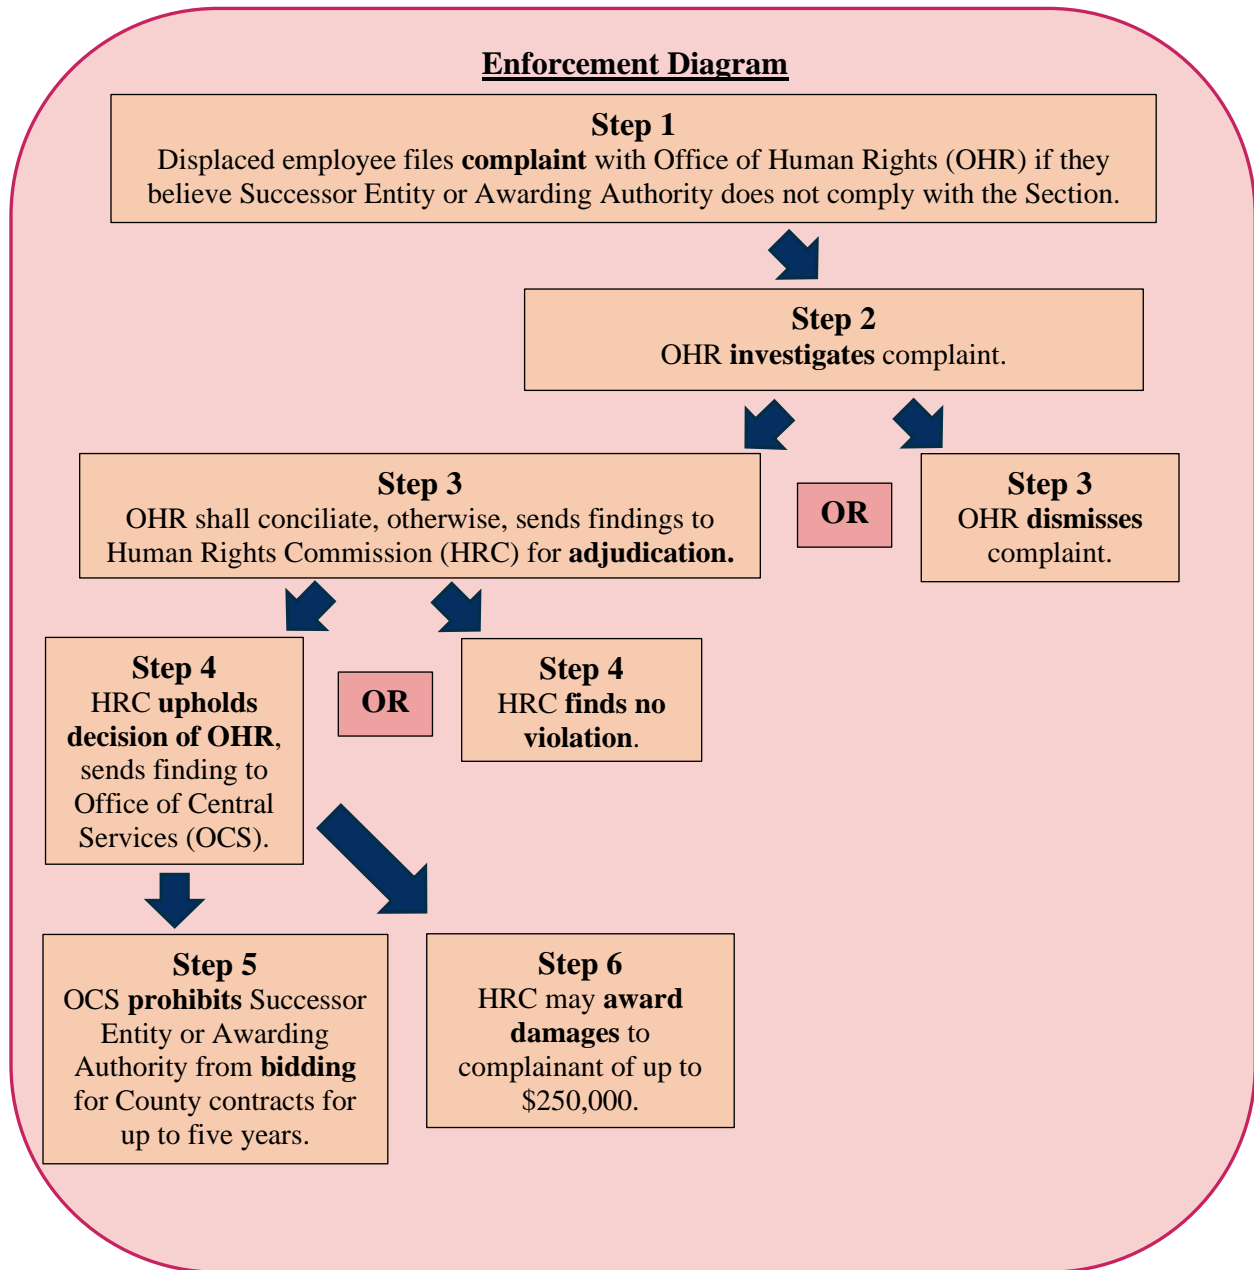 Enforcement Diagram
Step 1
Displaced employee files complaint with Office of Human Rights (OHR) if they
believe Successor Entity or Awarding Authority does not comply with the Section.
Step 2
OHR investigates complaint.
Step 3
OHR shall conciliate, otherwise, sends findings to
Human Rights Commission (HRC) for adjudication.
OR
Step 3
OHR dismisses
complaint.
Step 4
HRC upholds
decision of OHR,
sends finding to
Office of Central
Services (OCS).
OR
Step 4
HRC finds no
violation.
Step 5
OCS prohibits Successor
Entity or Awarding
Authority from bidding
for County contracts for
up to five years.
Step 6
HRC may award
damages to
complainant of up to
$250,000.